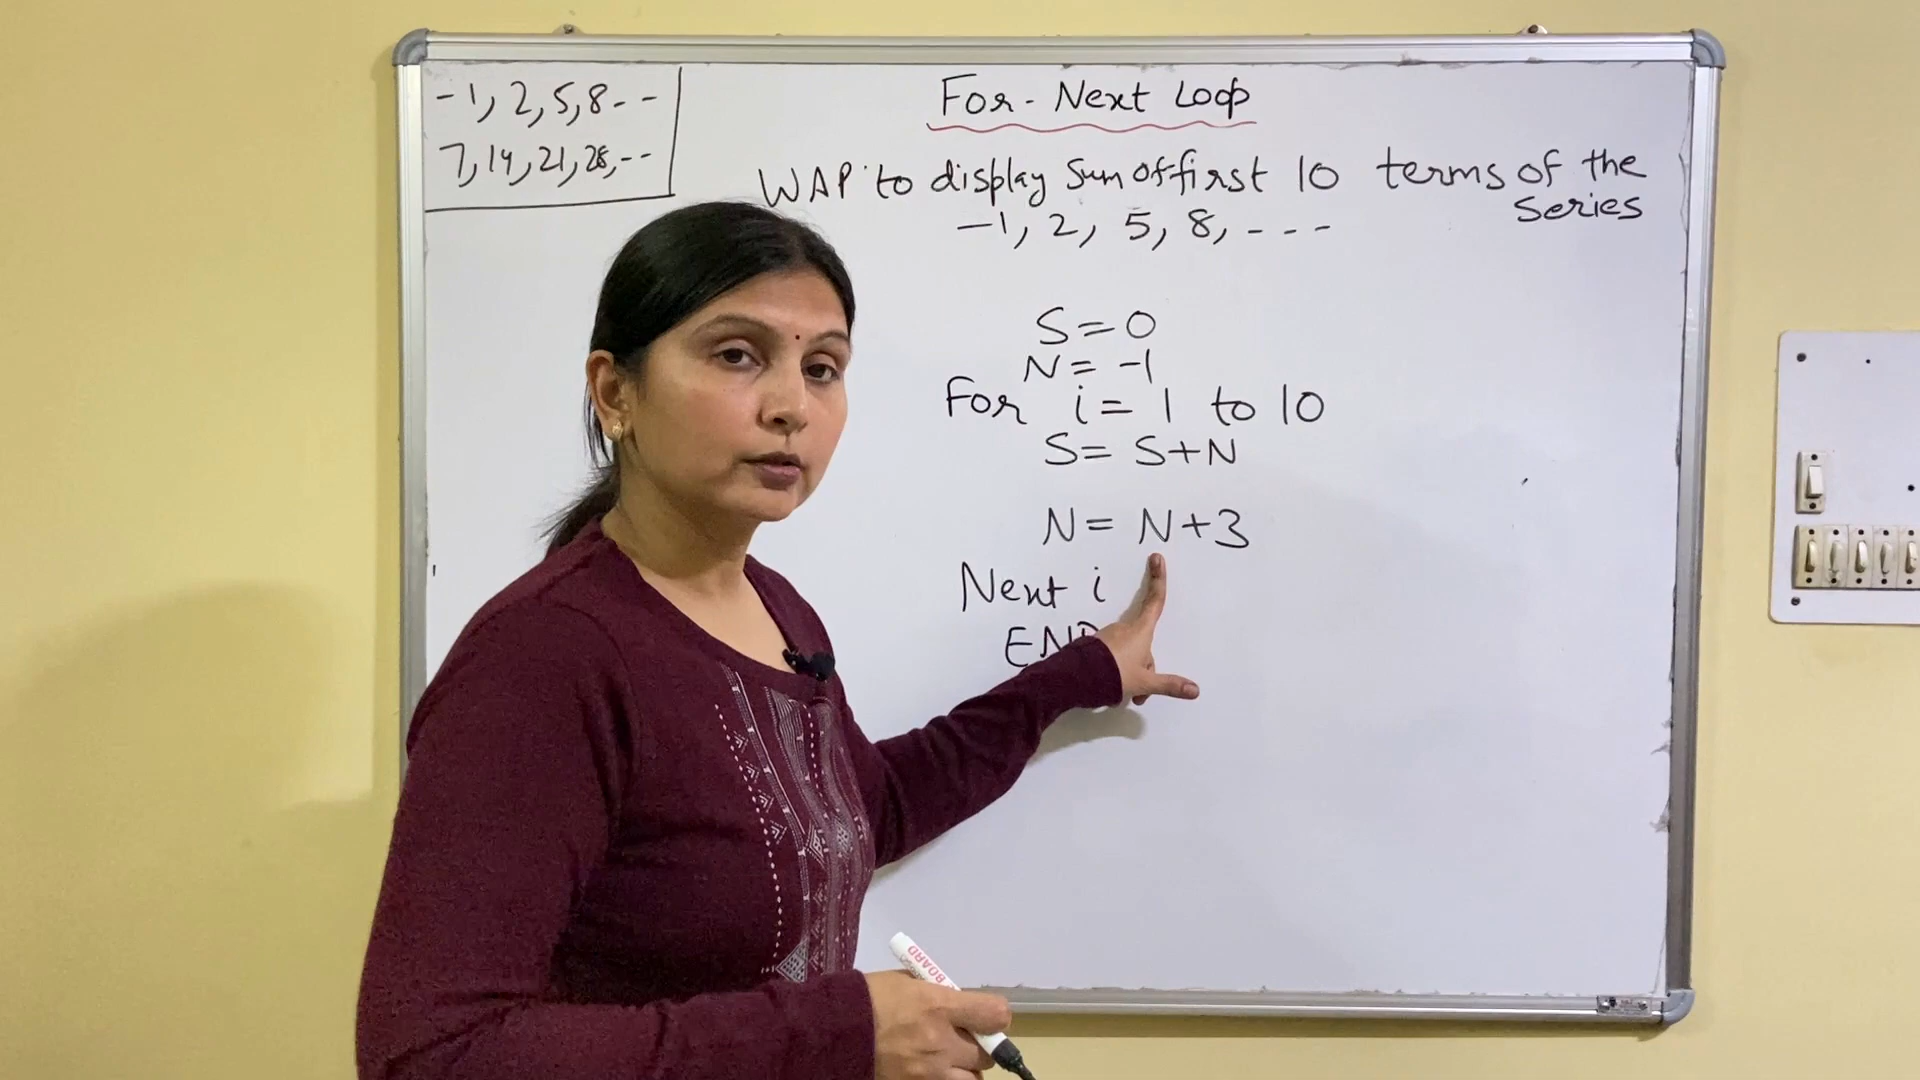 -1, 2, 5, 8 - -
7, 14, 21, 28, - -
For - Next Loop
WAP to display Sum of first 10 terms of the
series
-1, 2, 5, 8, - - -
S = 0
N = -1
For i = 1 to 10
S = S+N
N = N+3
Next i
END
BOARD